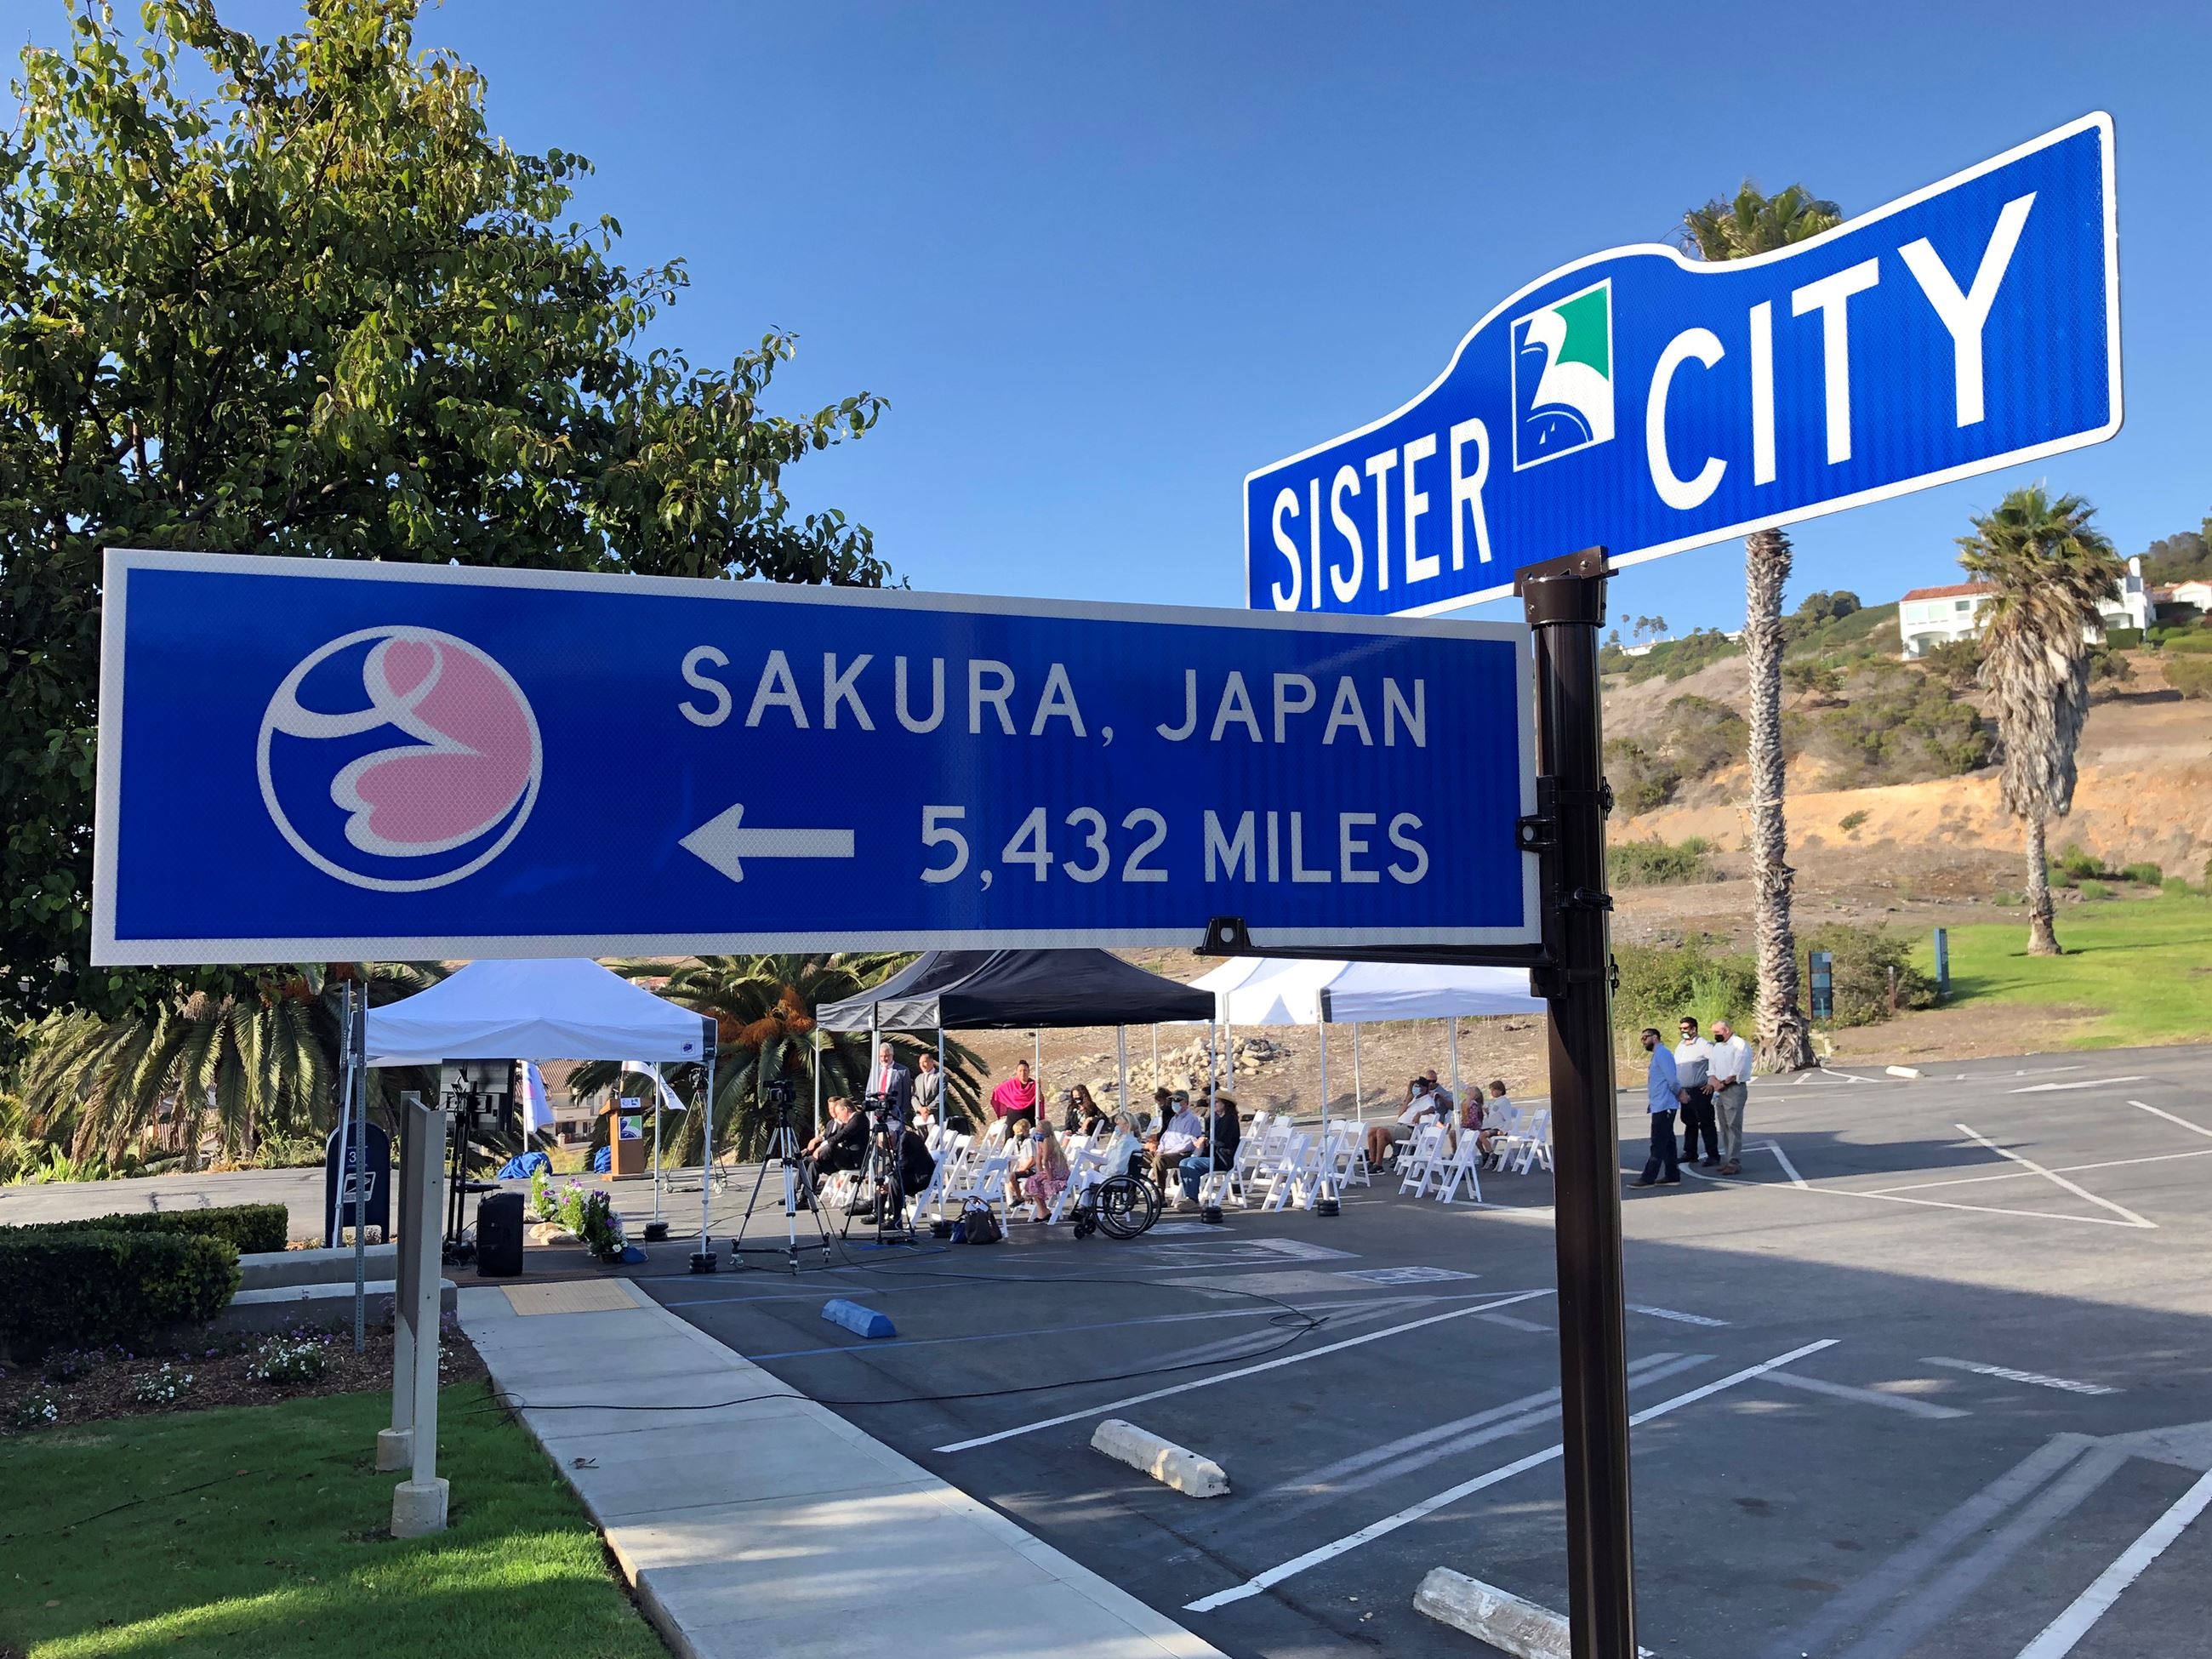 SISTER CITY
SAKURA, JAPAN
5,432 MILES